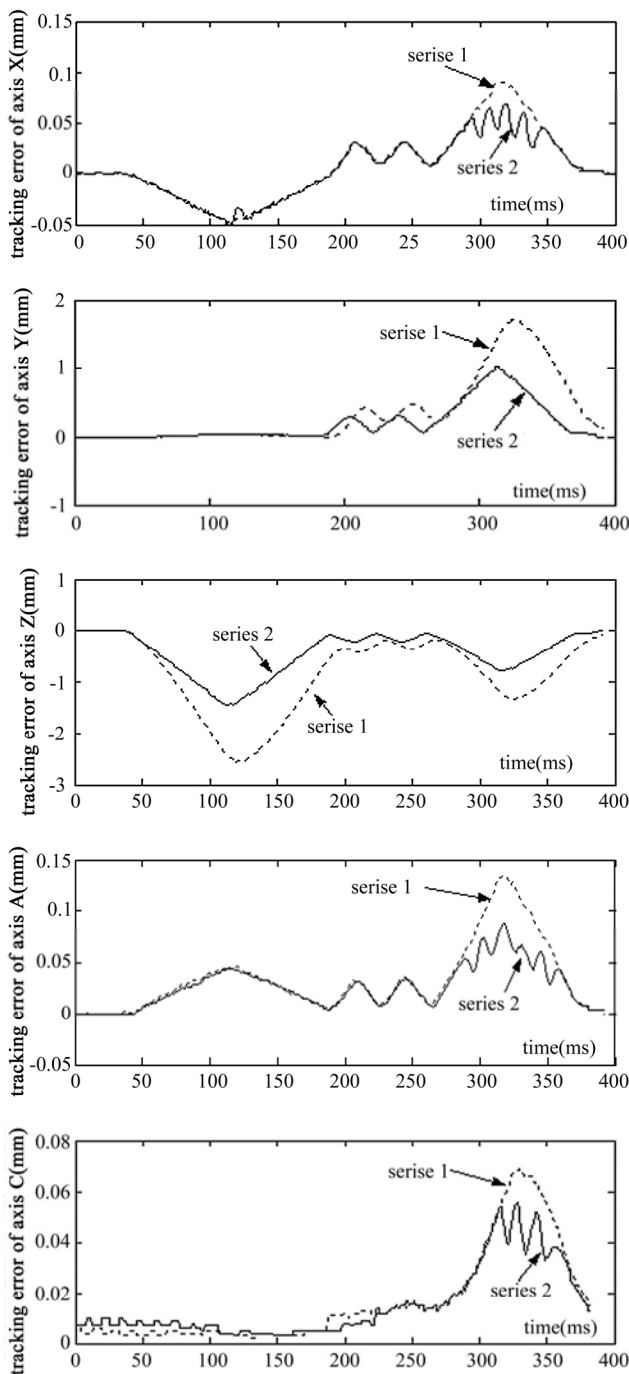 tracking error of axis X(mm)
0.15
0.1
0.05
0
-0.05
serise 1
series 2
time(ms)
0 50 100 150 200 25 300 350 400
tracking error of axis Y(mm)
2
1
0
-1
serise 1
series 2
time(ms)
0 50 100 150 200 250 300 350 400
tracking error of axis Z(mm)
1
0
-1
-2
-3
series 2
serise 1
time(ms)
0 50 100 150 200 250 300 350 400
tracking error of axis A(mm)
0.15
0.1
0.05
0
-0.05
serise 1
series 2
time(ms)
0 50 100 150 200 250 300 350 400
tracking error of axis C(mm)
0.08
0.06
0.04
0.02
0
serise 1
series 2
time(ms)
0 50 100 150 200 250 300 350 400